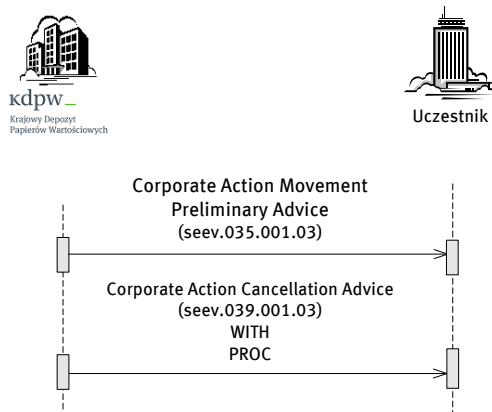 kdpw_
Krajowy Depozyt
Papierów Wartościowych
Uczestnik
Corporate Action Movement
Preliminary Advice
(seev.035.001.03)
Corporate Action Cancellation Advice
(seev.039.001.03)
WITH
PROC